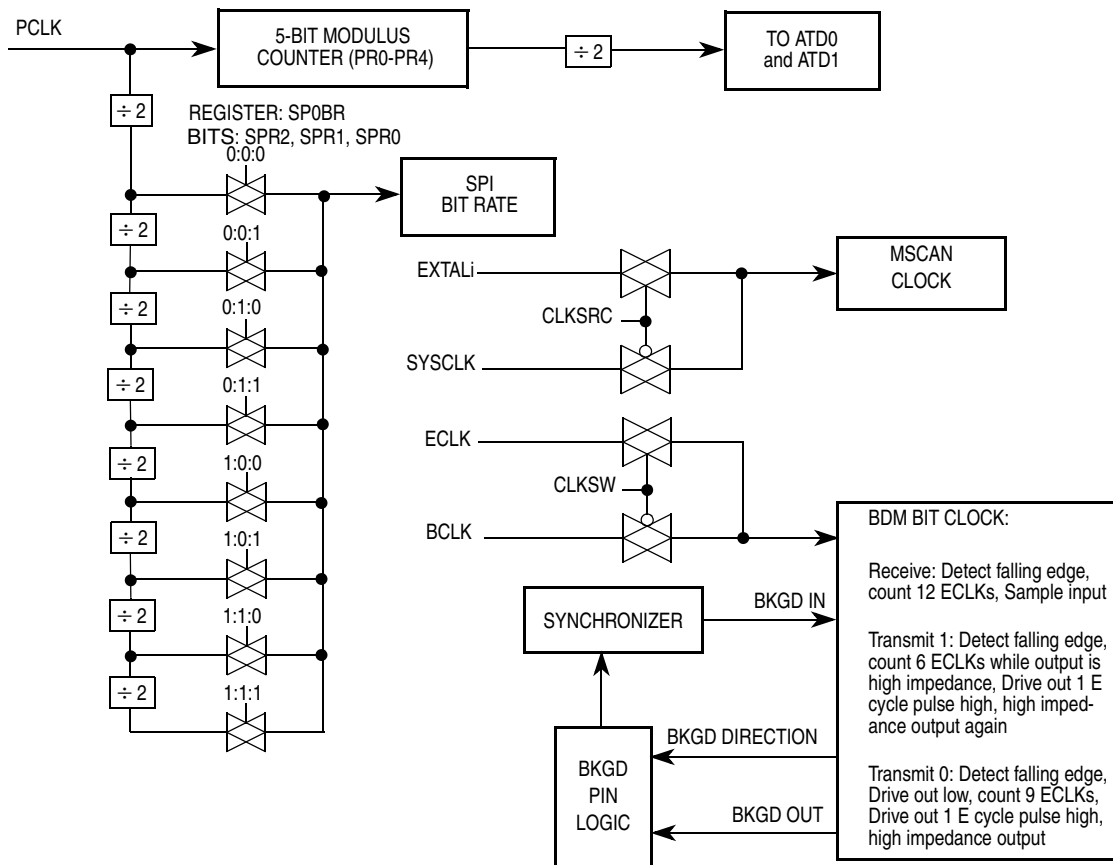 PCLK
5-BIT MODULUS
COUNTER (PR0-PR4)
÷ 2
TO ATD0
and ATD1
÷ 2
REGISTER: SP0BR
BITS: SPR2, SPR1, SPR0
0:0:0
SPI
BIT RATE
÷ 2
0:0:1
÷ 2
0:1:0
÷ 2
0:1:1
÷ 2
1:0:0
÷ 2
1:0:1
÷ 2
1:1:0
÷ 2
1:1:1
EXTALi
MSCAN
CLOCK
CLKSRC
SYSCLK
ECLK
CLKSW
BCLK
BDM BIT CLOCK:
Receive: Detect falling edge,
count 12 ECLKs, Sample input
Transmit 1: Detect falling edge,
count 6 ECLKs while output is
high impedance, Drive out 1 E
cycle pulse high, high imped-
ance output again
Transmit 0: Detect falling edge,
Drive out low, count 9 ECLKs,
Drive out 1 E cycle pulse high,
high impedance output
SYNCHRONIZER
BKGD IN
BKGD
PIN
LOGIC
BKGD DIRECTION
BKGD OUT